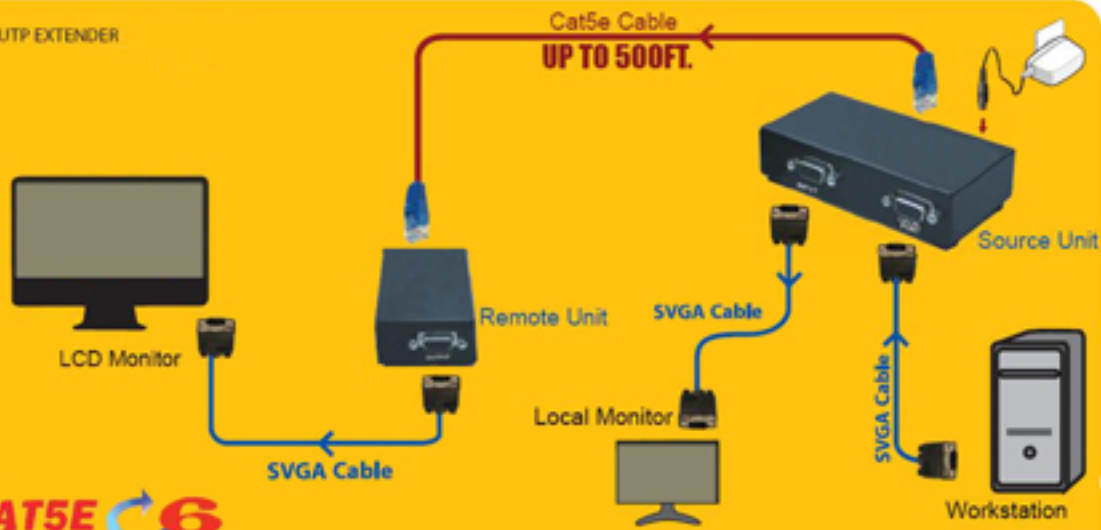 UTP EXTENDER
Cat5e Cable
UP TO 500FT.
Source Unit
Remote Unit
SVGA Cable
LCD Monitor
SVGA Cable
Local Monitor
SVGA Cable
Workstation
CAT5E 6